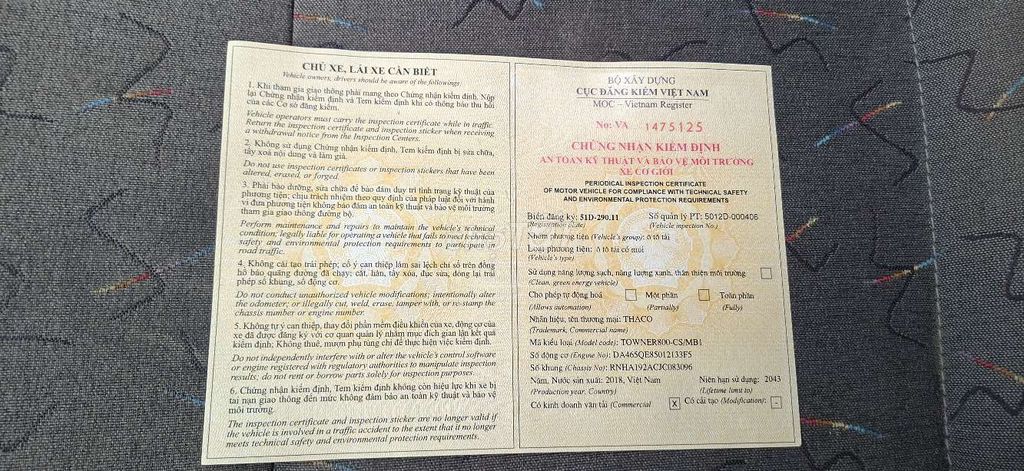 CHỦ XE, LÁI XE CẦN BIẾT
Vehicle owners, drivers should be aware of the followings:
1. Khi tham gia giao thông phải mang theo Chứng nhận kiểm định. Nộp
lại Chứng nhận kiểm định và Tem kiểm định khi có thông báo thu hồi
của các Cơ sở đăng kiểm.
Vehicle operators must carry the inspection certificate while in traffic.
Return the inspection certificate and inspection sticker when receiving
a withdrawal notice from the Inspection Centers.
2. Không sử dụng Chứng nhận kiểm định, Tem kiểm định bị sửa chữa,
tẩy xoá nội dung và làm giả.
Do not use inspection certificates or inspection stickers that have been
altered, erased, or forged.
3. Phải bảo dưỡng, sửa chữa để bảo đảm duy trì tình trạng kỹ thuật của
phương tiện; chịu trách nhiệm theo quy định của pháp luật đối với hành
vi đưa phương tiện không bảo đảm an toàn kỹ thuật và bảo vệ môi trường
tham gia giao thông đường bộ.
Perform maintenance and repairs to maintain the vehicle's technical
condition; legally liable for operating a vehicle that fails to meet technical
safety and environmental protection requirements to participate in
road traffic.
4. Không cải tạo trái phép; cố ý can thiệp làm sai lệch chỉ số trên đồng
hồ báo quãng đường đã chạy; cắt, hàn, tẩy xóa, đục sửa, đóng lại trái
phép số khung, số động cơ.
Do not conduct unauthorized vehicle modifications; intentionally alter
the odometer; or illegally cut, weld, erase, tamper with, or re-stamp the
chassis number or engine number.
5. Không tự ý can thiệp, thay đổi phần mềm điều khiển của xe, động cơ của
xe đã được đăng ký với cơ quan quản lý nhằm mục đích gian lận kết quả
kiểm định; Không thuê, mượn phụ tùng chỉ để thực hiện việc kiểm định.
Do not independently interfere with or alter the vehicle's control software
or engine registered with regulatory authorities to manipulate inspection
results, do not rent or borrow parts solely for inspection purposes.
6. Chứng nhận kiểm định, Tem kiểm định không còn hiệu lực khi xe bị
tai nạn giao thông đến mức không đảm bảo an toàn kỹ thuật và bảo vệ
môi trường.
The inspection certificate and inspection sticker are no longer valid if
the vehicle is involved in a traffic accident to the extent that it no longer
meets technical safety and environmental protection requirements.
BỘ XÂY DỰNG
CỤC ĐĂNG KIỂM VIỆT NAM
MOC – Vietnam Register
No: VA 1475125
CHỨNG NHẬN KIỂM ĐỊNH
AN TOÀN KỸ THUẬT VÀ BẢO VỆ MÔI TRƯỜNG
XE CƠ GIỚI
PERIODICAL INSPECTION CERTIFICATE
OF MOTOR VEHICLE FOR COMPLIANCE WITH TECHNICAL SAFETY
AND ENVIRONMENTAL PROTECTION REQUIREMENTS
Biển đăng ký: 51D-290.11 Số quản lý PT: 5012D-000406
(Registration plate) (Vehicle inpection No.)
Nhóm phương tiện (Vehicle's group): ô tô tải
Loại phương tiện: ô tô tải có mui
(Vehicle's type)
Sử dụng năng lượng sạch, năng lượng xanh, thân thiện môi trường
(Clean, green energy vehicle)
Cho phép tự động hoá Một phần Toàn phần
(Allows automation) (Partially) (Fully)
Nhãn hiệu, tên thương mại: THACO
(Trademark, Commercial name)
Mã kiểu loại (Model code): TOWNER800-CS/MB1
Số động cơ (Engine No): DA465QE85012133F5
Số khung (Chassis No): RNHA192ACJC083096
Năm, Nước sản xuất: 2018, Việt Nam Niên hạn sử dụng: 2043
(Production year, Country) (Lifetime limit to)
Có kinh doanh vận tải (Commercial X Có cải tạo (Modification): -